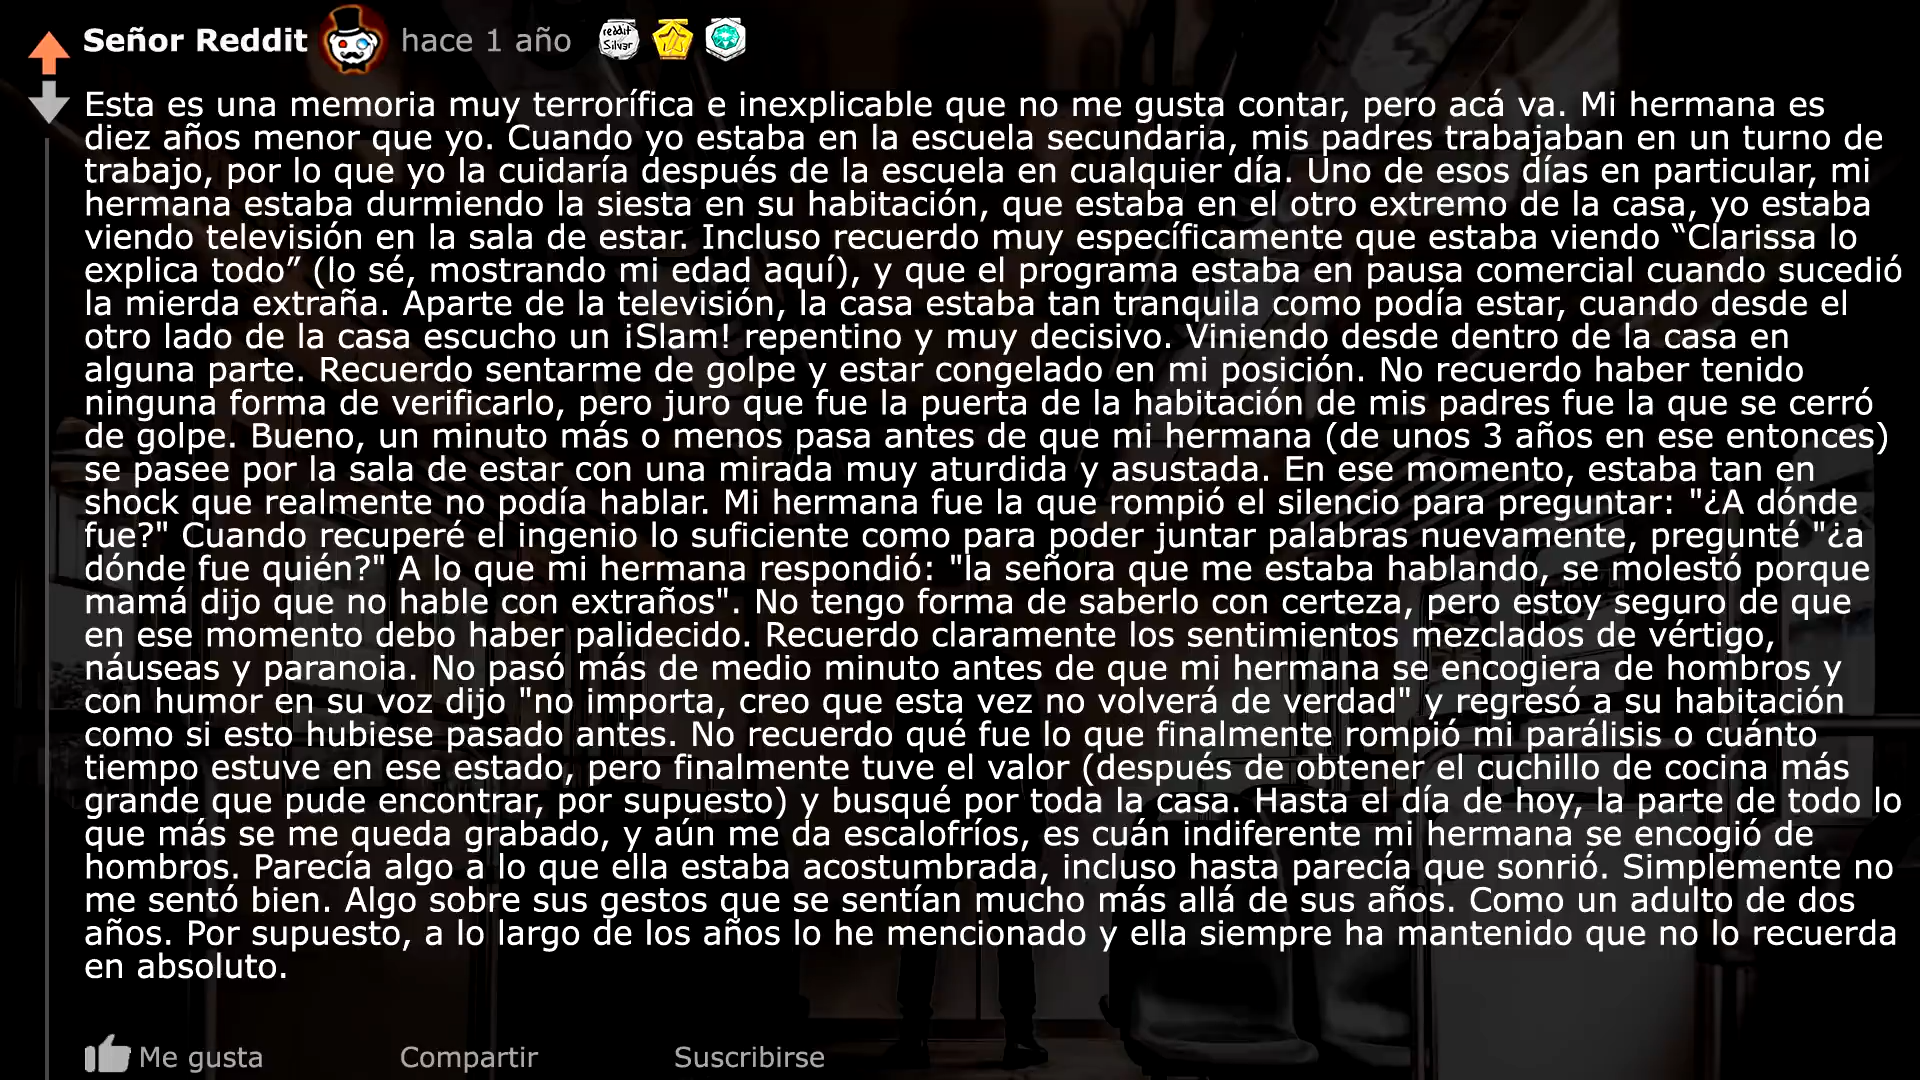 Señor Reddit hace 1 año reddit Silver
Esta es una memoria muy terrorífica e inexplicable que no me gusta contar, pero acá va. Mi hermana es
diez años menor que yo. Cuando yo estaba en la escuela secundaria, mis padres trabajaban en un turno de
trabajo, por lo que yo la cuidaría después de la escuela en cualquier día. Uno de esos días en particular, mi
hermana estaba durmiendo la siesta en su habitación, que estaba en el otro extremo de la casa, yo estaba
viendo televisión en la sala de estar. Incluso recuerdo muy específicamente que estaba viendo “Clarissa lo
explica todo” (lo sé, mostrando mi edad aquí), y que el programa estaba en pausa comercial cuando sucedió
la mierda extraña. Aparte de la televisión, la casa estaba tan tranquila como podía estar, cuando desde el
otro lado de la casa escucho un ¡Slam! repentino y muy decisivo. Viniendo desde dentro de la casa en
alguna parte. Recuerdo sentarme de golpe y estar congelado en mi posición. No recuerdo haber tenido
ninguna forma de verificarlo, pero juro que fue la puerta de la habitación de mis padres fue la que se cerró
de golpe. Bueno, un minuto más o menos pasa antes de que mi hermana (de unos 3 años en ese entonces)
se pasee por la sala de estar con una mirada muy aturdida y asustada. En ese momento, estaba tan en
shock que realmente no podía hablar. Mi hermana fue la que rompió el silencio para preguntar: "¿A dónde
fue?" Cuando recuperé el ingenio lo suficiente como para poder juntar palabras nuevamente, pregunté "¿a
dónde fue quién?" A lo que mi hermana respondió: "la señora que me estaba hablando, se molestó porque
mamá dijo que no hable con extraños". No tengo forma de saberlo con certeza, pero estoy seguro de que
en ese momento debo haber palidecido. Recuerdo claramente los sentimientos mezclados de vértigo,
náuseas y paranoia. No pasó más de medio minuto antes de que mi hermana se encogiera de hombros y
con humor en su voz dijo "no importa, creo que esta vez no volverá de verdad" y regresó a su habitación
como si esto hubiese pasado antes. No recuerdo qué fue lo que finalmente rompió mi parálisis o cuánto
tiempo estuve en ese estado, pero finalmente tuve el valor (después de obtener el cuchillo de cocina más
grande que pude encontrar, por supuesto) y busqué por toda la casa. Hasta el día de hoy, la parte de todo lo
que más se me queda grabado, y aún me da escalofríos, es cuán indiferente mi hermana se encogió de
hombros. Parecía algo a lo que ella estaba acostumbrada, incluso hasta parecía que sonrió. Simplemente no
me sentó bien. Algo sobre sus gestos que se sentían mucho más allá de sus años. Como un adulto de dos
años. Por supuesto, a lo largo de los años lo he mencionado y ella siempre ha mantenido que no lo recuerda
en absoluto.
Me gusta Compartir Suscribirse